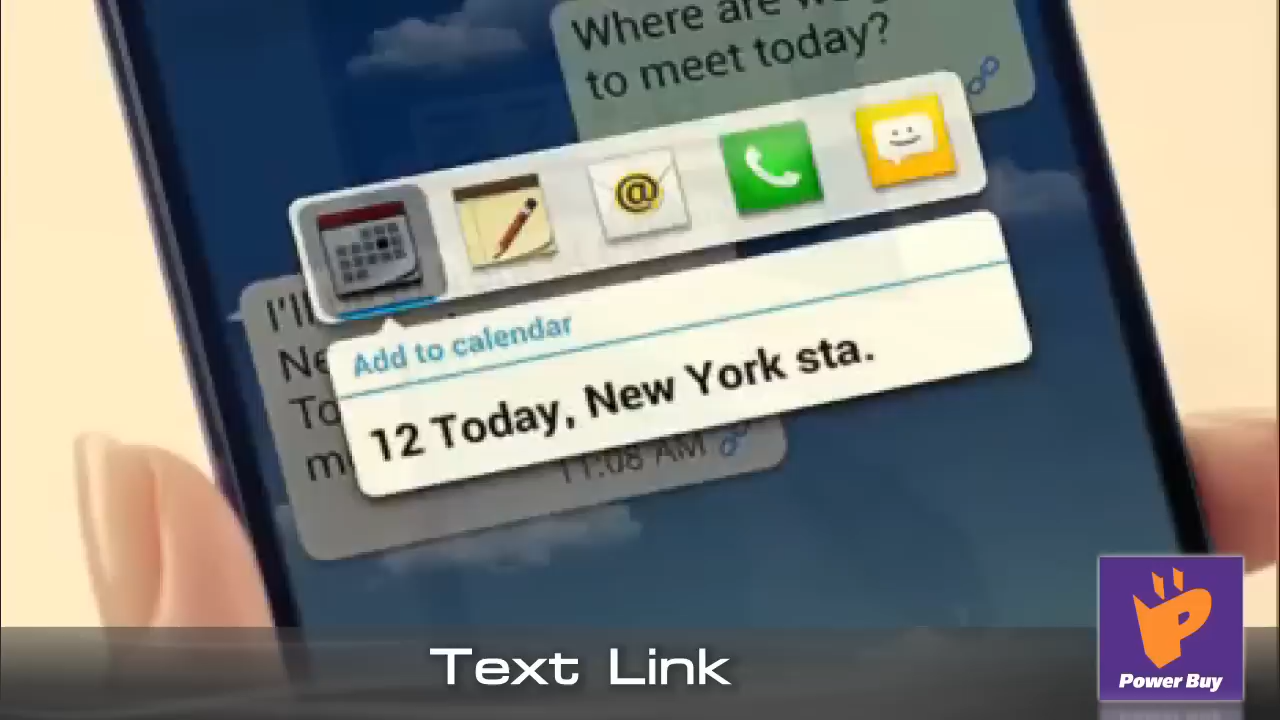 Where are we
to meet today?
@
I'll
Add to calendar
12 Today, New York sta.
11:08 AM
Text Link
Power Buy